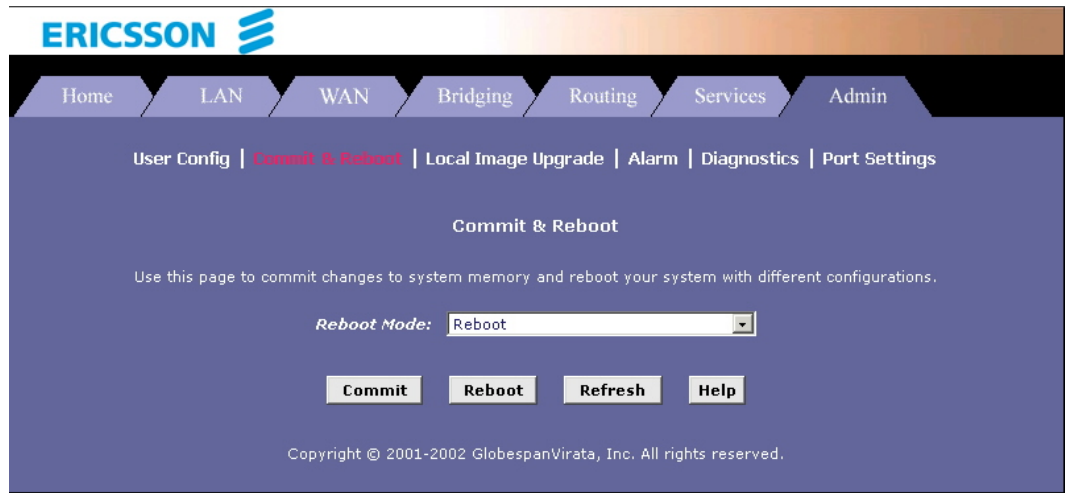 ERICSSON
Home LAN WAN Bridging Routing Services Admin
User Config | Commit & Reboot | Local Image Upgrade | Alarm | Diagnostics | Port Settings
Commit & Reboot
Use this page to commit changes to system memory and reboot your system with different configurations.
Reboot Mode: Reboot
Commit Reboot Refresh Help
Copyright © 2001-2002 GlobespanVirata, Inc. All rights reserved.